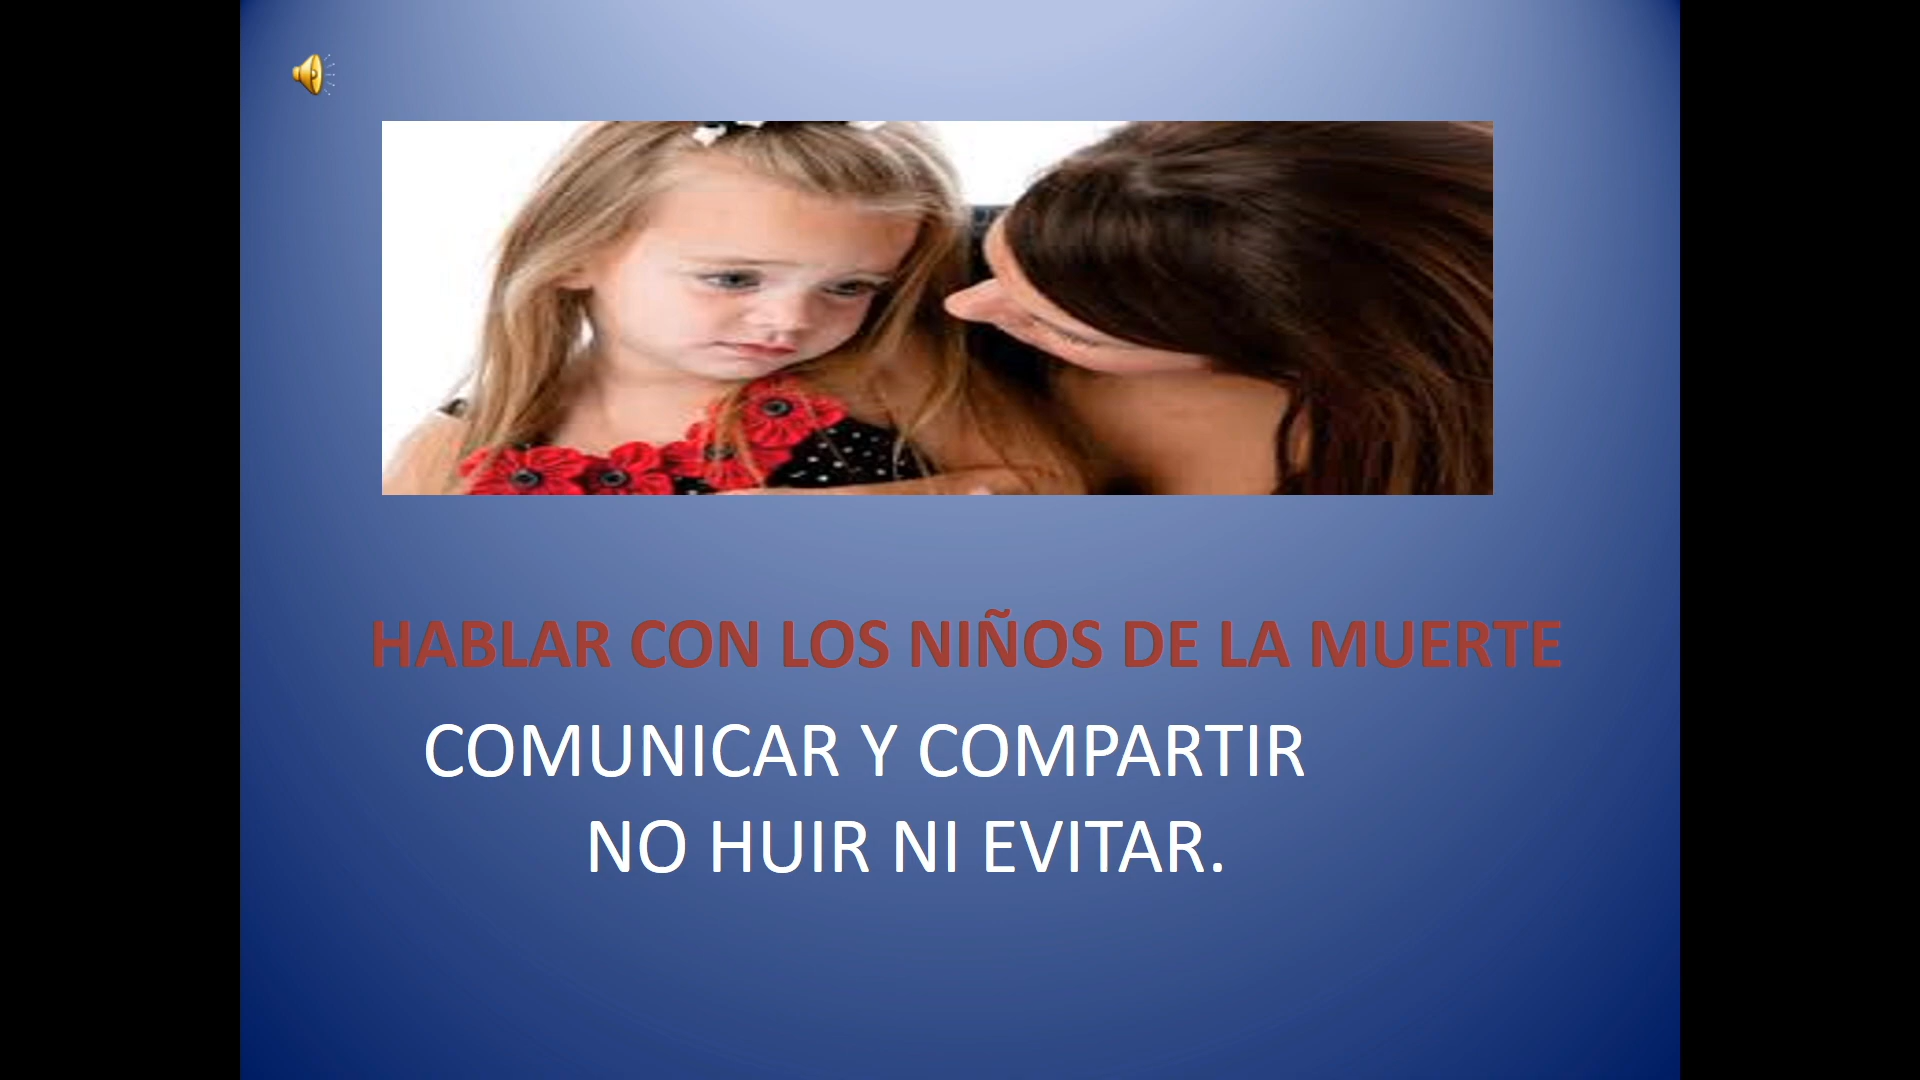 HABLAR CON LOS NIÑOS DE LA MUERTE
COMUNICAR Y COMPARTIR
NO HUIR NI EVITAR.